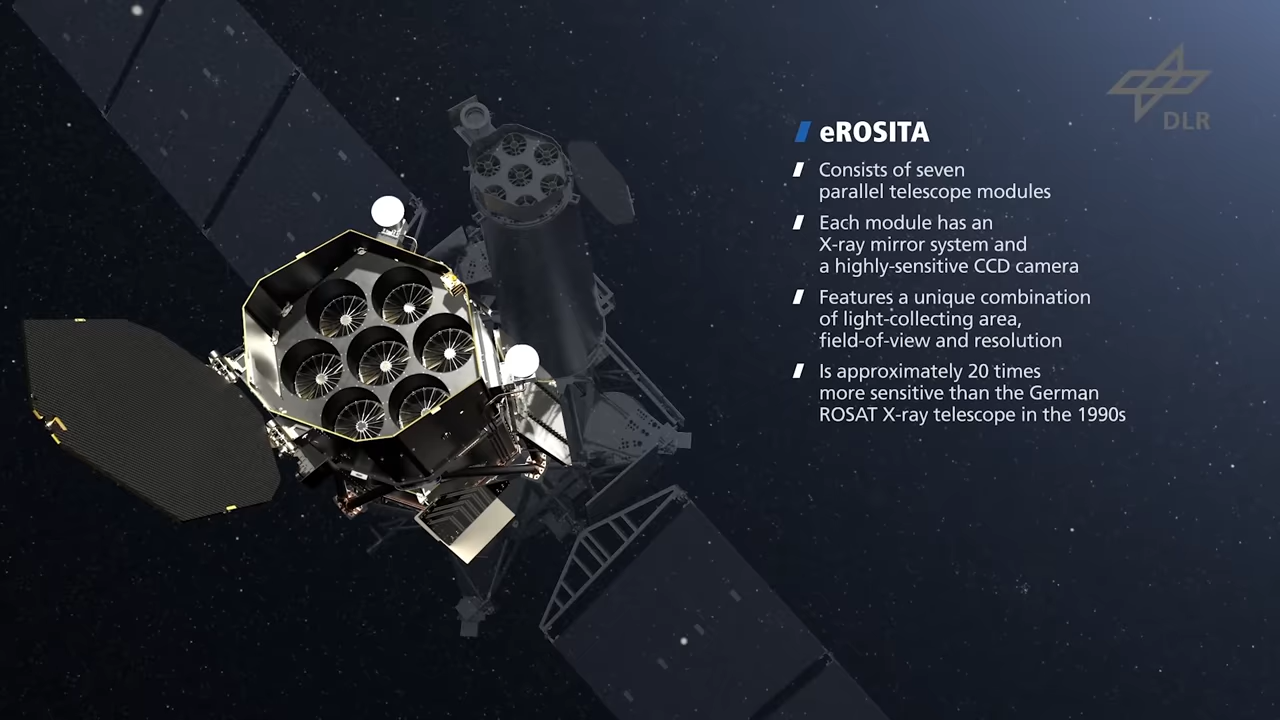 DLR
eROSITA
Consists of seven
parallel telescope modules
Each module has an
X-ray mirror system and
a highly-sensitive CCD camera
Features a unique combination
of light-collecting area,
field-of-view and resolution
Is approximately 20 times
more sensitive than the German
ROSAT X-ray telescope in the 1990s